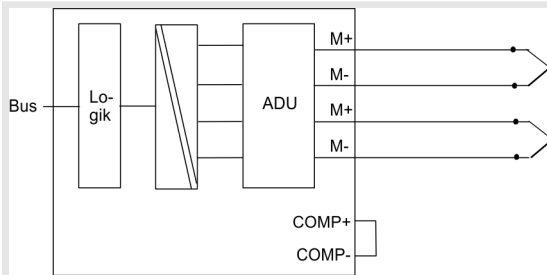 M+
M-
Bus
Lo-
gik
ADU
M+
M-
COMP+
COMP-